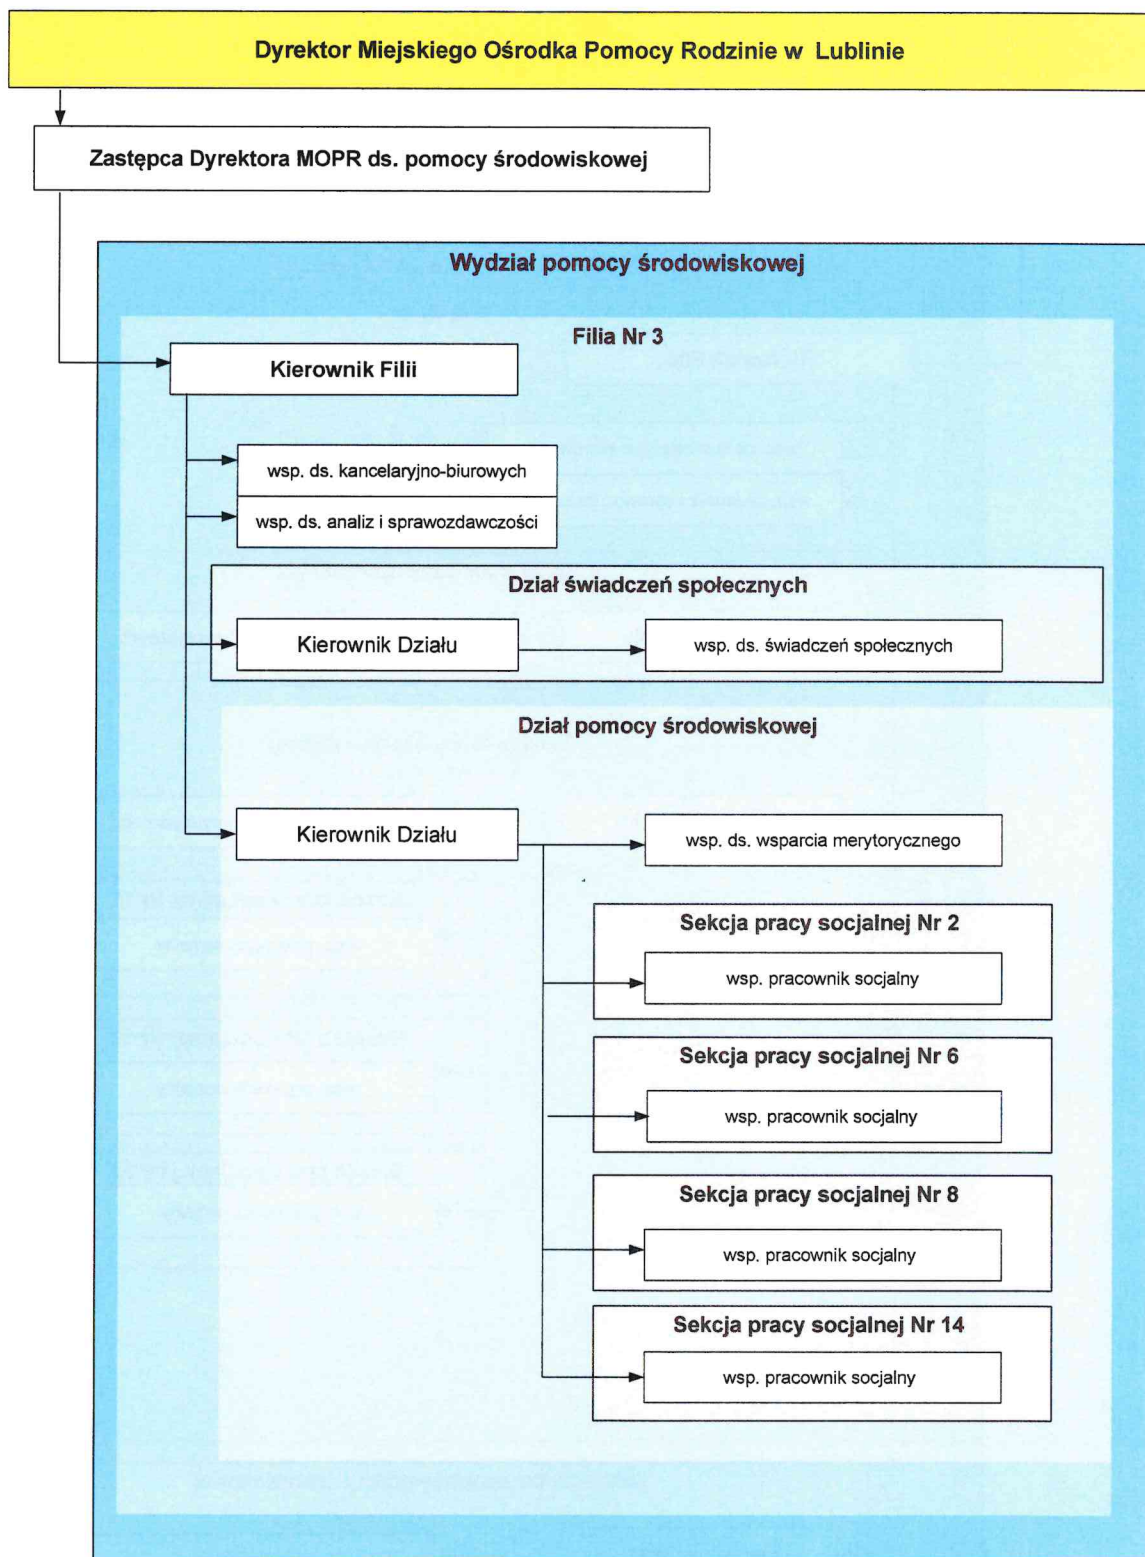 Dyrektor Miejskiego Ośrodka Pomocy Rodzinie w Lublinie
Zastępca Dyrektora MOPR ds. pomocy środowiskowej
Wydział pomocy środowiskowej
Filia Nr 3
Kierownik Filii
wsp. ds. kancelaryjno-biurowych
wsp. ds. analiz i sprawozdawczości
Dział świadczeń społecznych
Kierownik Działu
wsp. ds. świadczeń społecznych
Dział pomocy środowiskowej
Kierownik Działu
wsp. ds. wsparcia merytorycznego
Sekcja pracy socjalnej Nr 2
wsp. pracownik socjalny
Sekcja pracy socjalnej Nr 6
wsp. pracownik socjalny
Sekcja pracy socjalnej Nr 8
wsp. pracownik socjalny
Sekcja pracy socjalnej Nr 14
wsp. pracownik socjalny